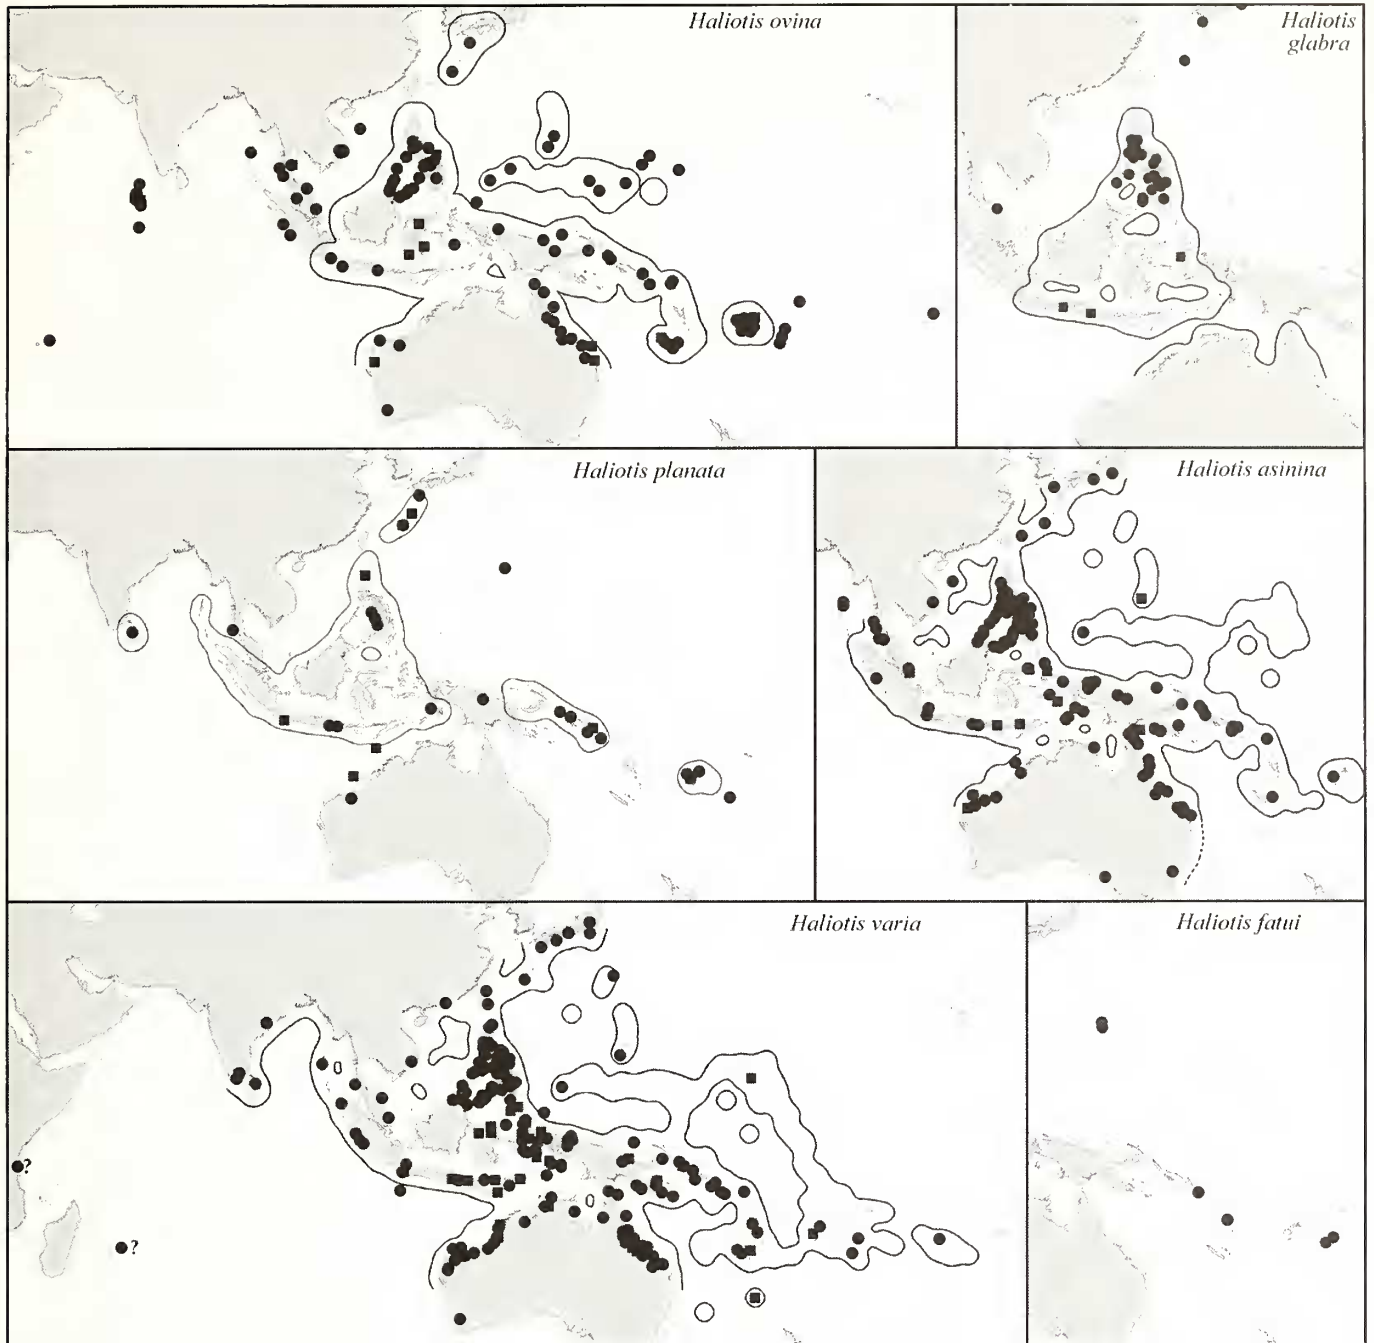 Haliotis ovina
Haliotis
glabra
Haliotis planata
Haliotis asinina
Haliotis varia
Haliotis fatui
?
?